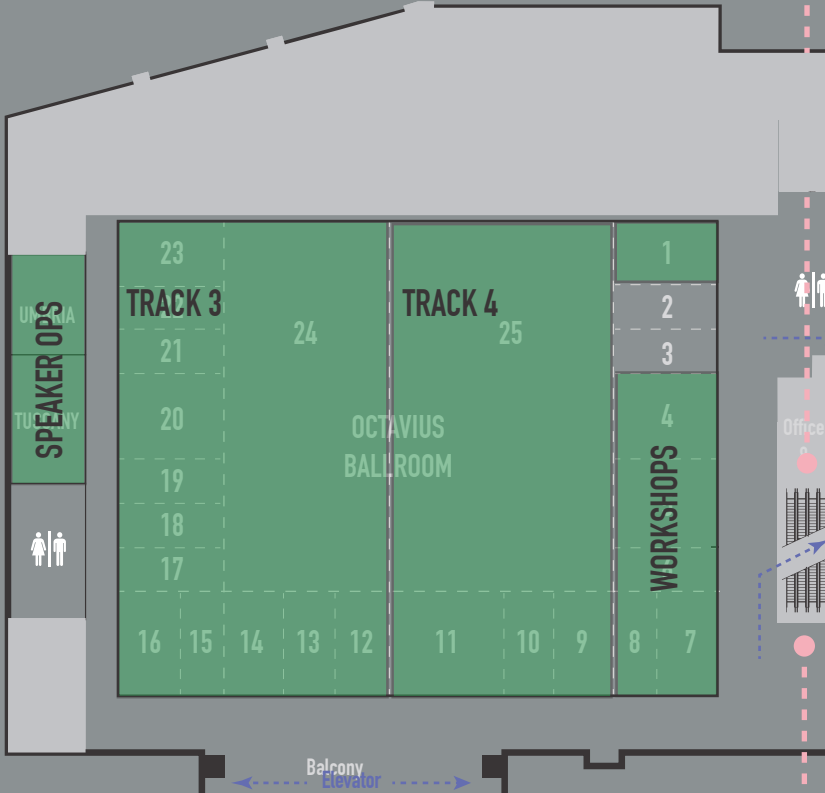 23
1
TRACK 3
TRACK 4
2
UMBRIA
24
25
21
3
SPEAKER OPS
20
TUSCANY
OCTAVIUS
BALLROOM
4
Office
19
WORKSHOPS
18
17
16
15
14
13
12
11
10
9
8
7
Balcony
Elevator